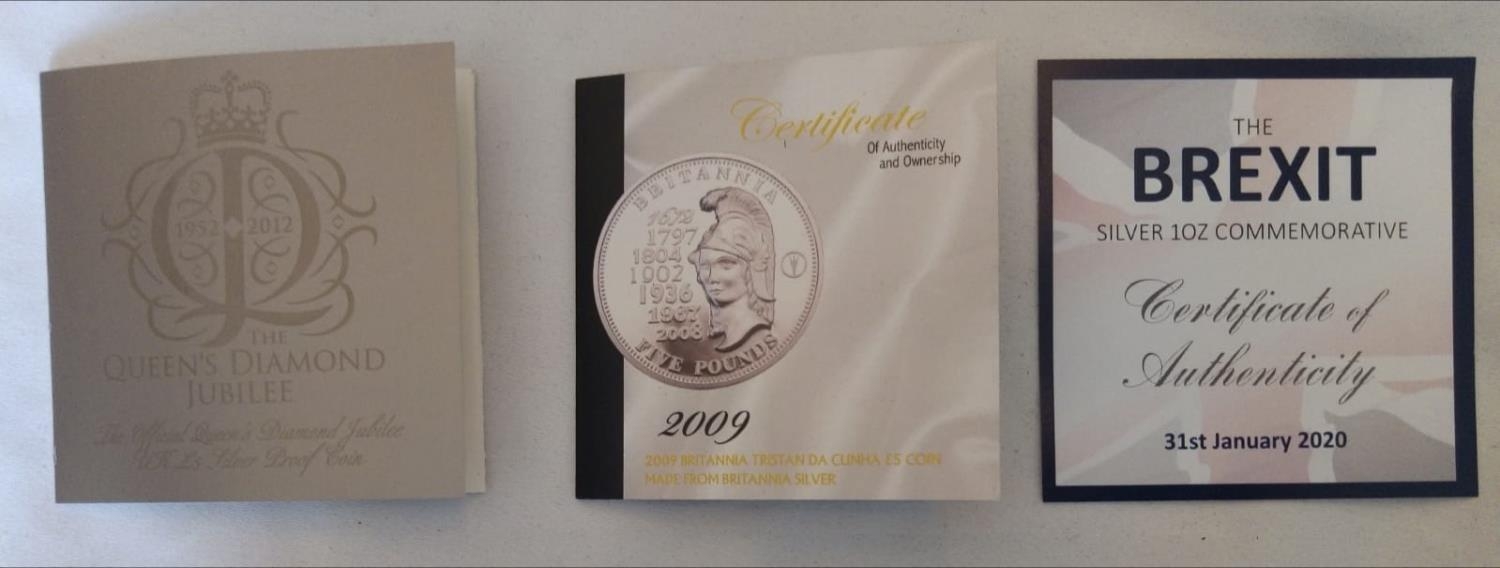 1952 2012
THE
QUEEN'S DIAMOND
JUBILEE
The Official Queen's Diamond Jubilee
UK £5 Silver Proof Coin
Certificate
Of Authenticity
and Ownership
BRITANNIA
1672
1797
1804
1902
1936
1987
2008
FIVE POUNDS
2009
2009 BRITANNIA TRISTAN DA CUNHA £5 COIN
MADE FROM BRITANNIA SILVER
THE
BREXIT
SILVER 1OZ COMMEMORATIVE
Certificate of
Authenticity
31st January 2020